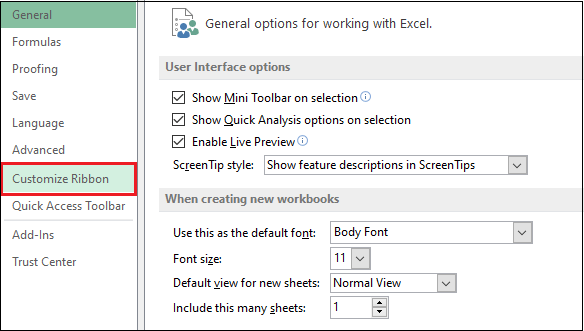 General
Formulas
Proofing
Save
Language
Advanced
Customize Ribbon
Quick Access Toolbar
Add-Ins
Trust Center
General options for working with Excel.
User Interface options
Show Mini Toolbar on selection
Show Quick Analysis options on selection
Enable Live Preview
ScreenTip style: Show feature descriptions in ScreenTips
When creating new workbooks
Use this as the default font: Body Font
Font size: 11
Default view for new sheets: Normal View
Include this many sheets: 1